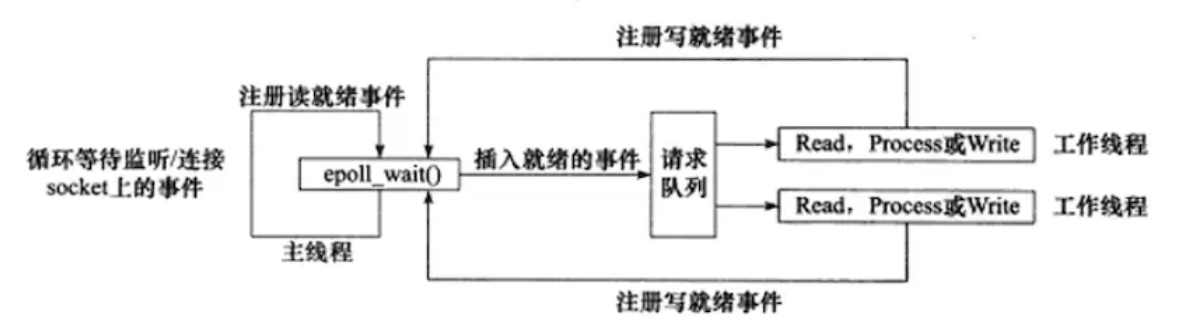 注册写就绪事件
注册读就绪事件
循环等待监听/连接
socket上的事件
epoll_wait()
插入就绪的事件
请求
队列
Read，Process或Write
工作线程
Read，Process或Write
工作线程
主线程
注册写就绪事件